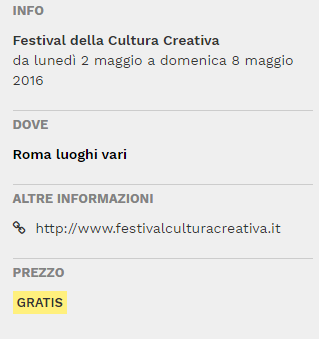 INFO
Festival della Cultura Creativa
da lunedì 2 maggio a domenica 8 maggio
2016
DOVE
Roma luoghi vari
ALTRE INFORMAZIONI
http://www.festivalculturacreativa.it
PREZZO
GRATIS